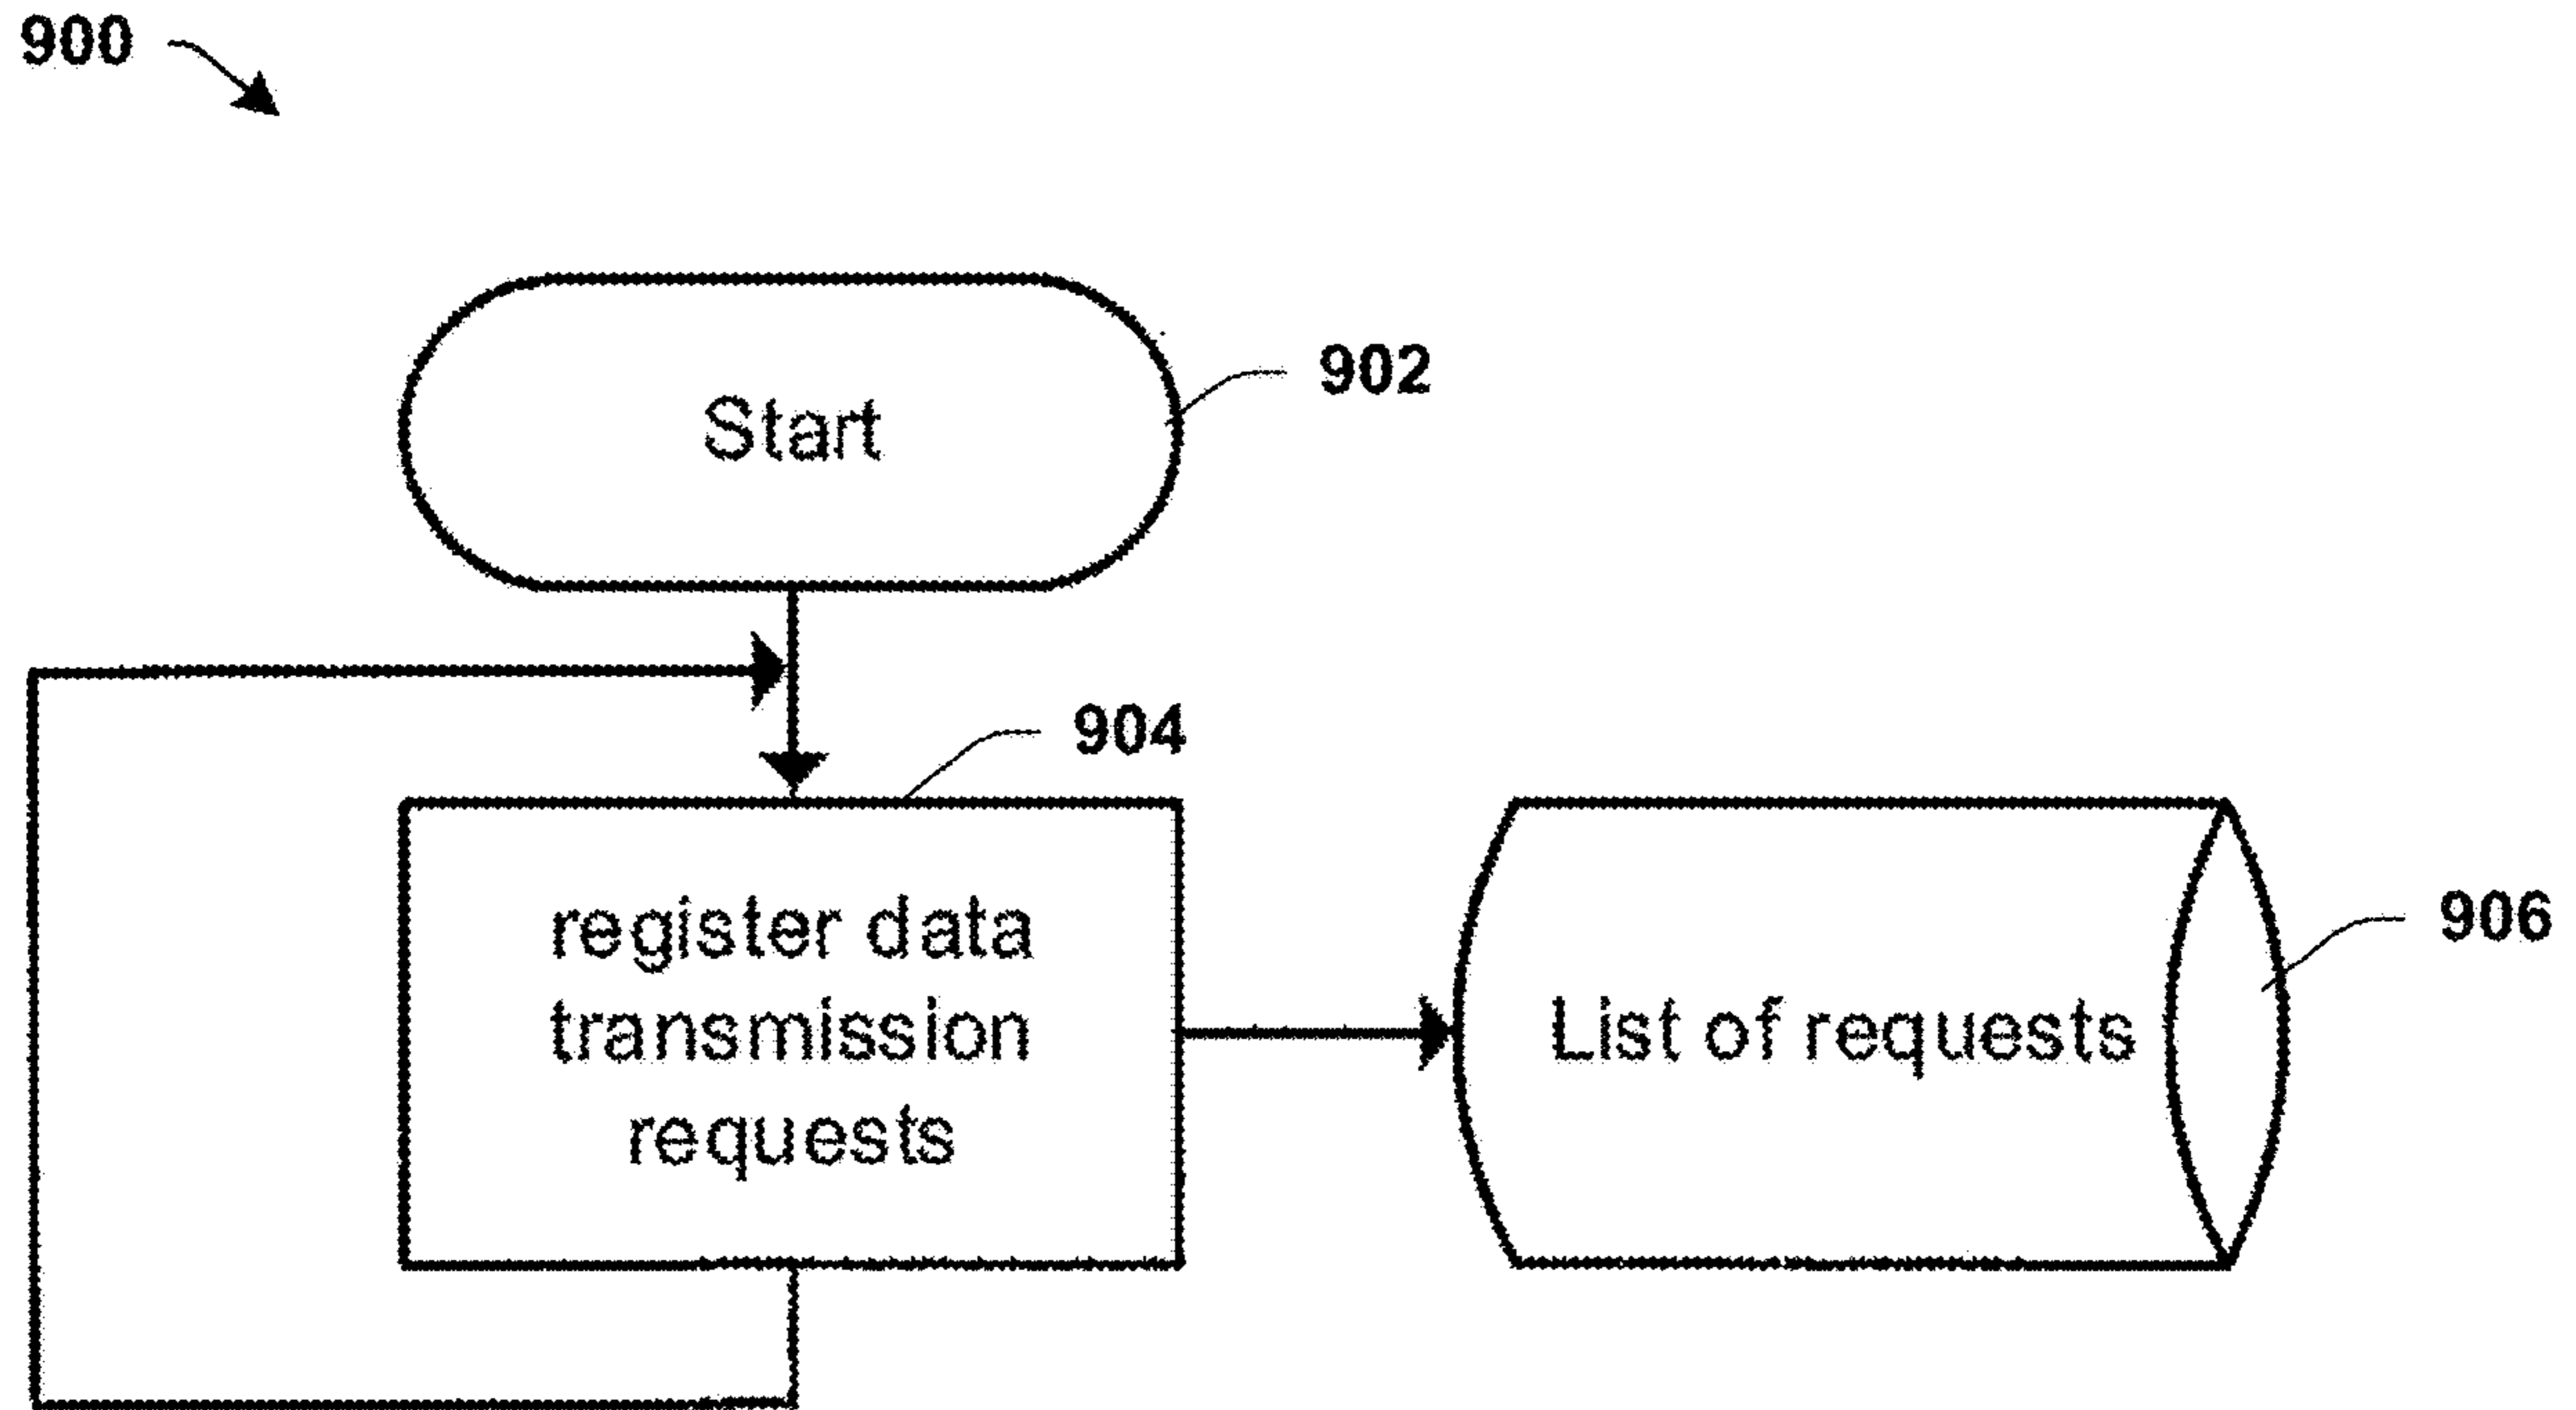 900
Start
902
904
register data
transmission
requests
List of requests
906